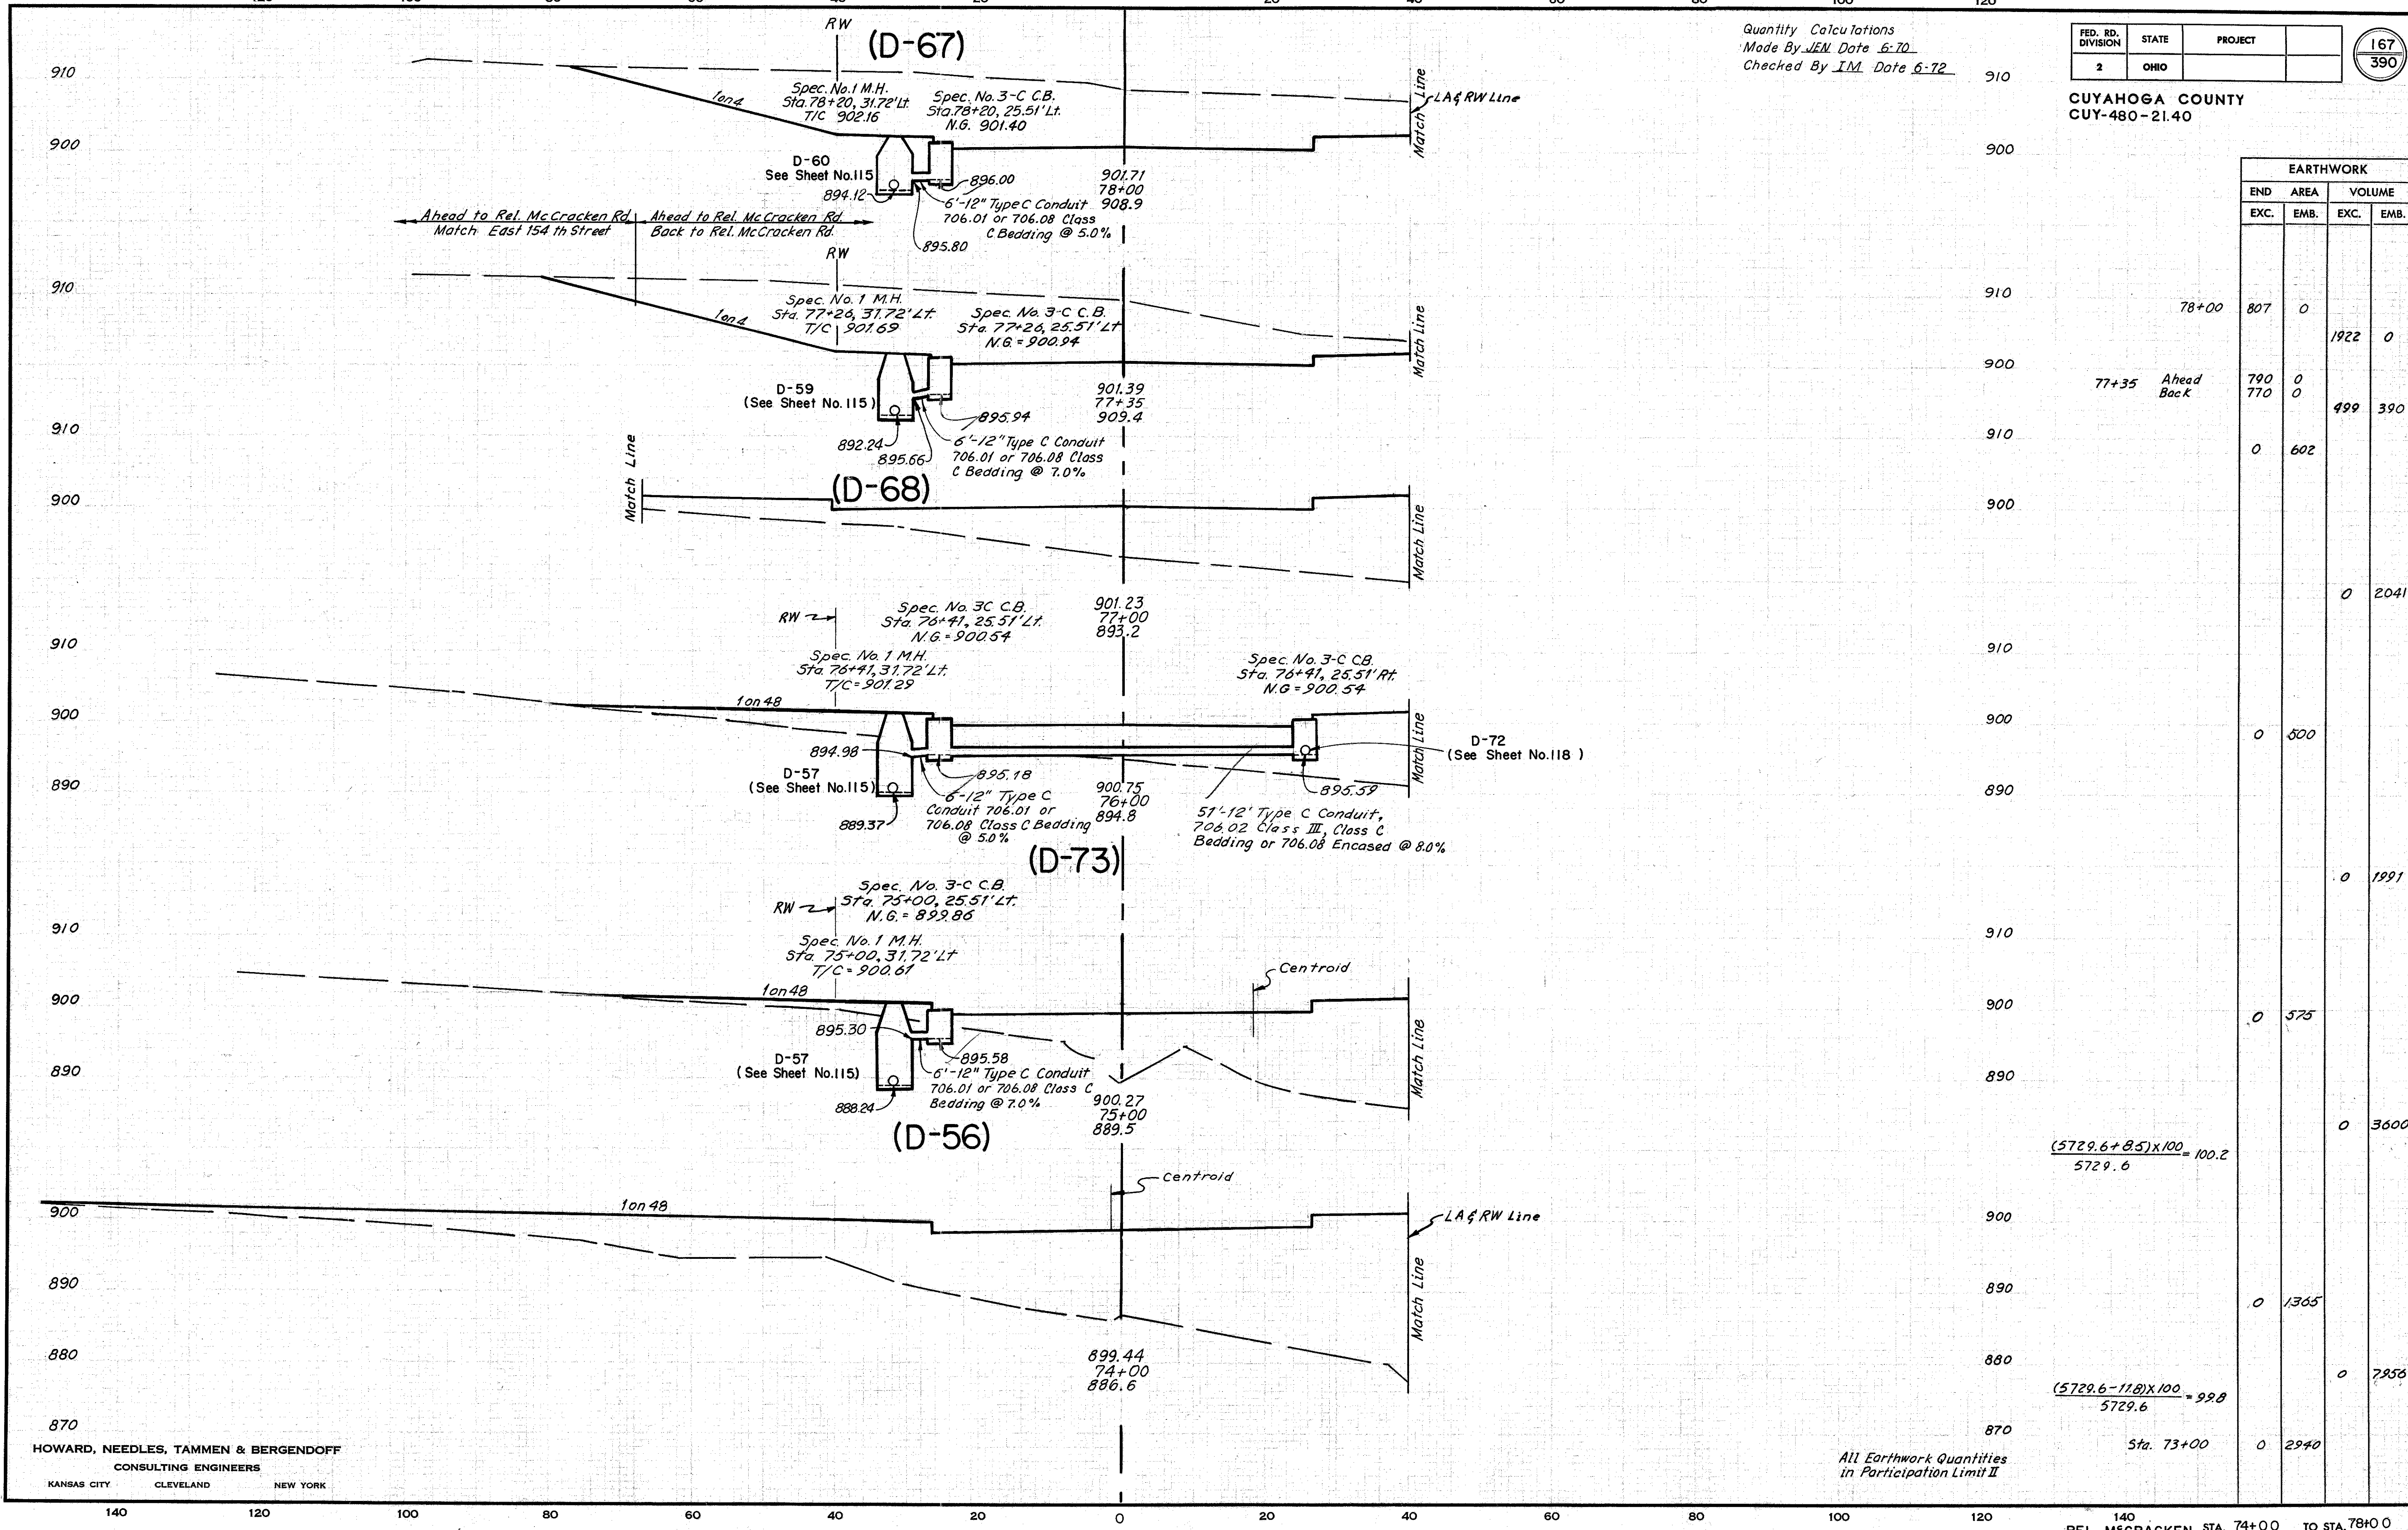 RW
(D-67)
Quantity Calculations
Made By JEN Date 6-70
Checked By IM Date 6-72
FED. RD. DIVISION STATE PROJECT
2 OHIO
167
390
CUYAHOGA COUNTY
CUY-480-21.40
EARTHWORK
END AREA VOLUME
EXC. EMB. EXC. EMB.
910
910
1 on 4
Spec. No.1 M.H.
Sta. 78+20, 31.72' Lt.
T/C 902.16
Spec. No. 3-C C.B.
Sta. 78+20, 25.51' Lt.
N.G. 901.40
Match Line
LA & RW Line
900
900
D-60
See Sheet No.115
894.12
896.00
6'-12" Type C Conduit
706.01 or 706.08 Class
C Bedding @ 5.0%
895.80
901.71
78+00
908.9
Ahead to Rel. McCracken Rd.
Match East 154th Street
Ahead to Rel. McCracken Rd.
Back to Rel. McCracken Rd.
RW
910
910
1 on 4
Spec. No. 1 M.H.
Sta. 77+26, 31.72' Lt.
T/C 901.69
Spec. No. 3-C C.B.
Sta. 77+26, 25.51' Lt
N.G. = 900.94
Match Line
78+00 807 0
1922 0
900
D-59
(See Sheet No.115)
892.24
895.66
895.94
6'-12" Type C Conduit
706.01 or 706.08 Class
C Bedding @ 7.0%
901.39
77+35
909.4
77+35 Ahead 790 0
Back 770 0
499 390
910
910
0 602
Match Line
(D-68)
900
900
Match Line
901.23
77+00
893.2
0 2041
RW
Spec. No. 3C C.B.
Sta. 76+41, 25.51' Lt.
N.G. = 900.54
Spec. No. 1 M.H.
Sta. 76+41, 31.72' Lt.
T/C = 901.29
Spec. No. 3-C C.B.
Sta. 76+41, 25.51' Rt.
N.G = 900.54
910
910
1 on 48
900
900
Match Line
894.98
D-57
(See Sheet No.115)
889.37
895.18
6'-12" Type C
Conduit 706.01 or
706.08 Class C Bedding
@ 5.0%
900.75
76+00
894.8
D-72
(See Sheet No.118 )
895.59
51'-12' Type C Conduit,
706.02 Class III, Class C
Bedding or 706.08 Encased @ 8.0%
0 500
890
890
(D-73)
0 1991
RW
Spec. No. 3-C C.B.
Sta. 75+00, 25.51' Lt.
N.G. = 899.86
Spec. No. 1 M.H.
Sta. 75+00, 31.72' Lt
T/C = 900.61
910
910
Centroid
1 on 48
900
900
Match Line
895.30
D-57
(See Sheet No.115)
888.24
895.58
6'-12" Type C Conduit
706.01 or 706.08 Class C
Bedding @ 7.0%
900.27
75+00
889.5
0 575
890
890
(D-56)
0 3600
(5729.6+8.5)x100 = 100.2
5729.6
Centroid
1 on 48
LA & RW Line
900
900
Match Line
890
890
0 1365
880
880
899.44
74+00
886.6
0 7956
(5729.6-11.8)x100 = 99.8
5729.6
870
870
Sta. 73+00 0 2940
HOWARD, NEEDLES, TAMMEN & BERGENDOFF
CONSULTING ENGINEERS
KANSAS CITY CLEVELAND NEW YORK
All Earthwork Quantities
in Participation Limit II
140 120 100 80 60 40 20 0 20 40 60 80 100 120 140
REL. McCRACKEN STA. 74+00 TO STA. 78+00